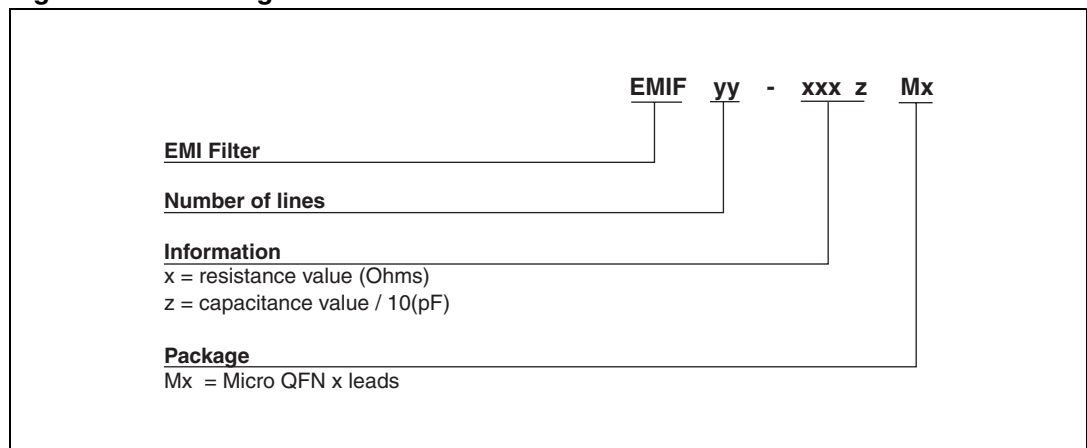 EMIF yy - xxx z Mx
EMI Filter
Number of lines
Information
x = resistance value (Ohms)
z = capacitance value / 10(pF)
Package
Mx = Micro QFN x leads